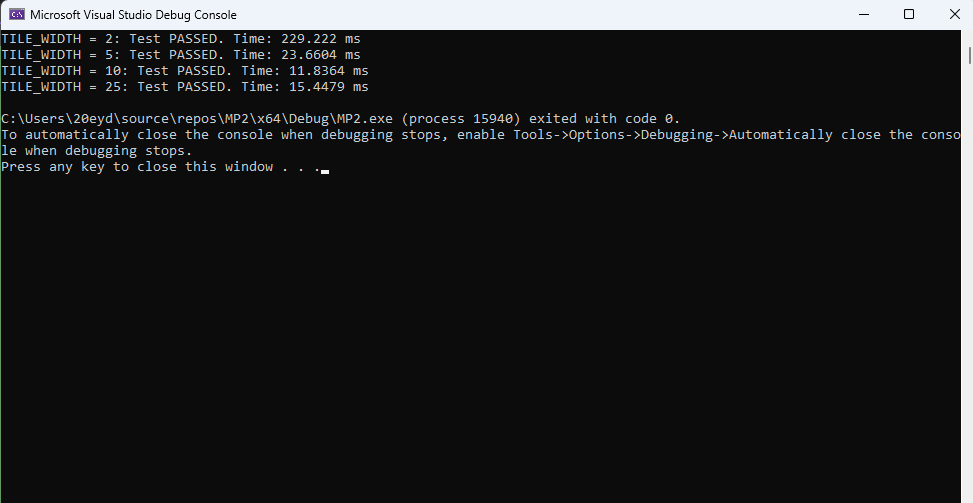 Microsoft Visual Studio Debug Console
TILE_WIDTH = 2: Test PASSED. Time: 229.222 ms
TILE_WIDTH = 5: Test PASSED. Time: 23.6604 ms
TILE_WIDTH = 10: Test PASSED. Time: 11.8364 ms
TILE_WIDTH = 25: Test PASSED. Time: 15.4479 ms
C:\Users\20eyd\source\repos\MP2\x64\Debug\MP2.exe (process 15940) exited with code 0.
To automatically close the console when debugging stops, enable Tools->Options->Debugging->Automatically close the conso
le when debugging stops.
Press any key to close this window . . .